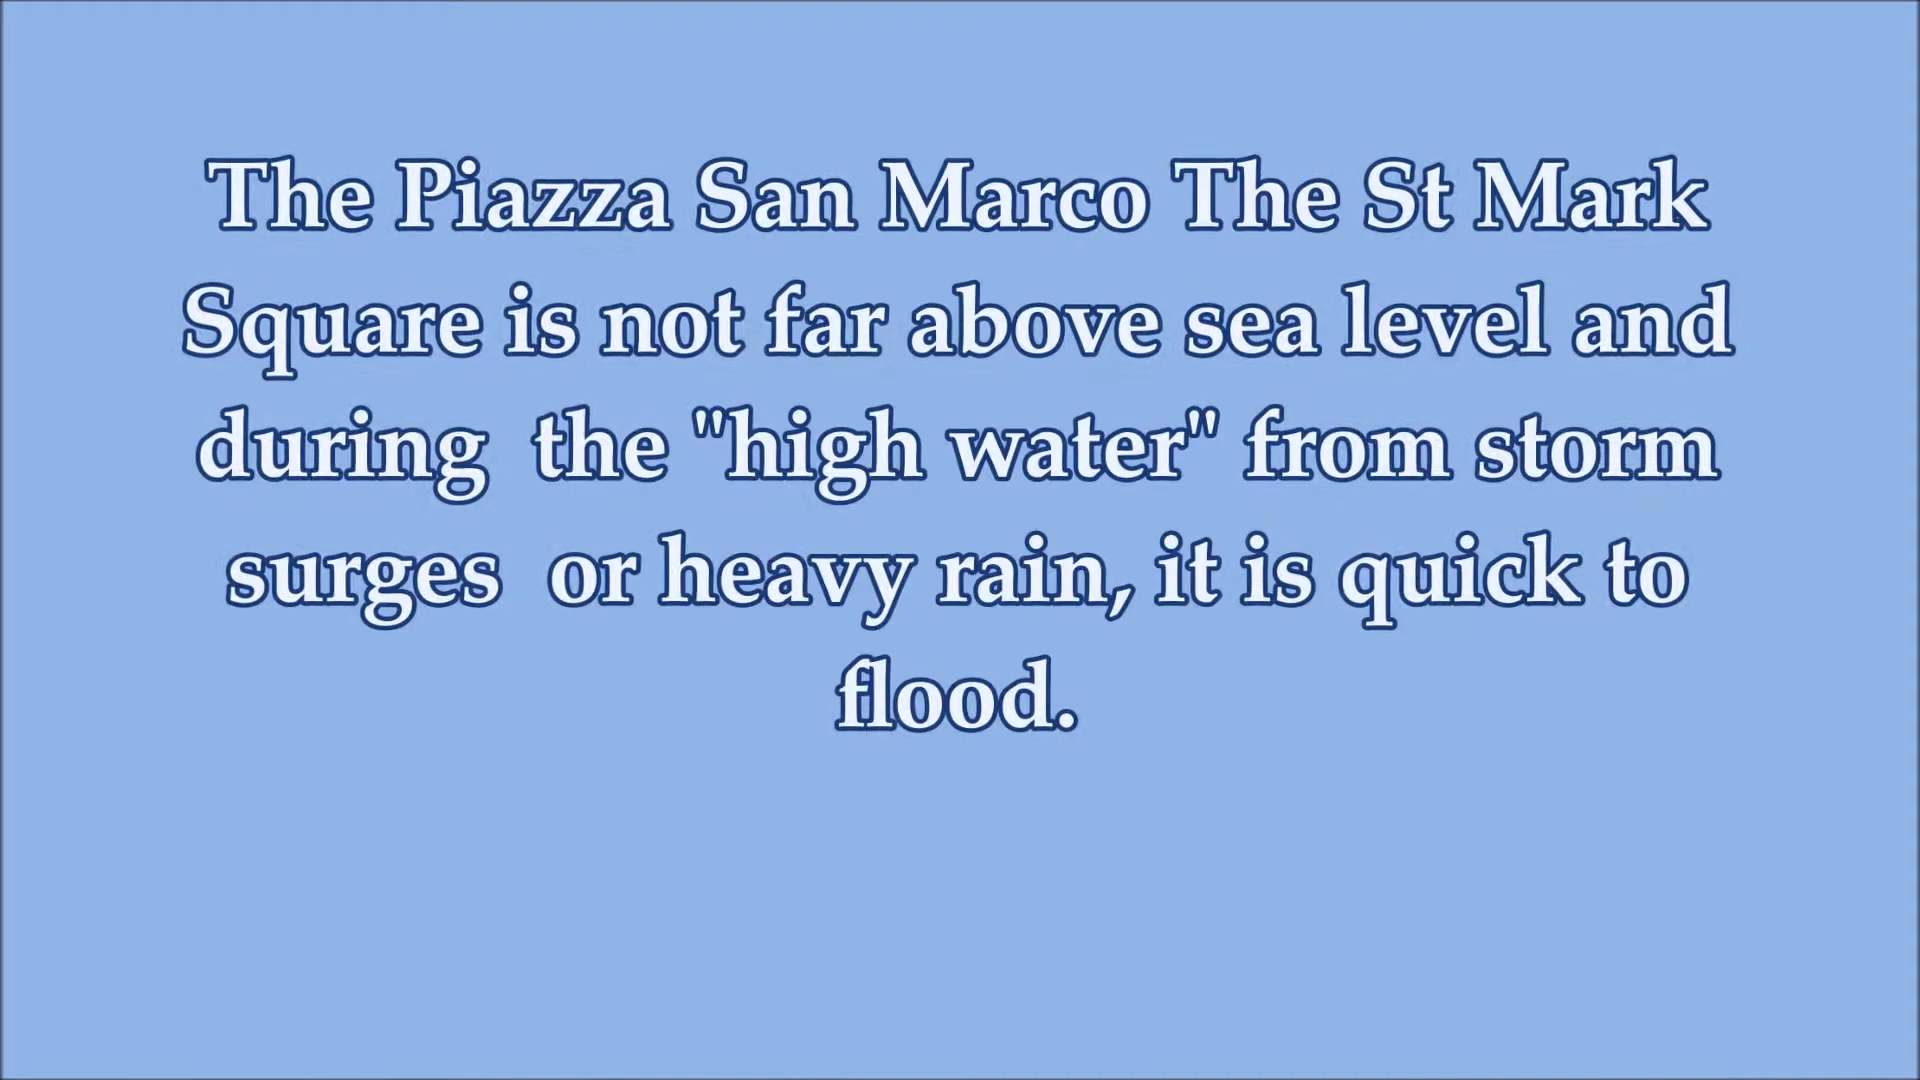 The Piazza San Marco The St Mark
Square is not far above sea level and
during  the "high water" from storm
surges  or heavy rain, it is quick to
flood.